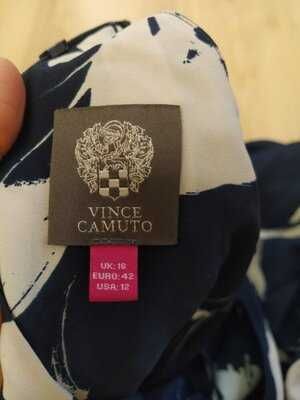 VINCE
CAMUTO
UK: 16
EURO: 42
USA: 12